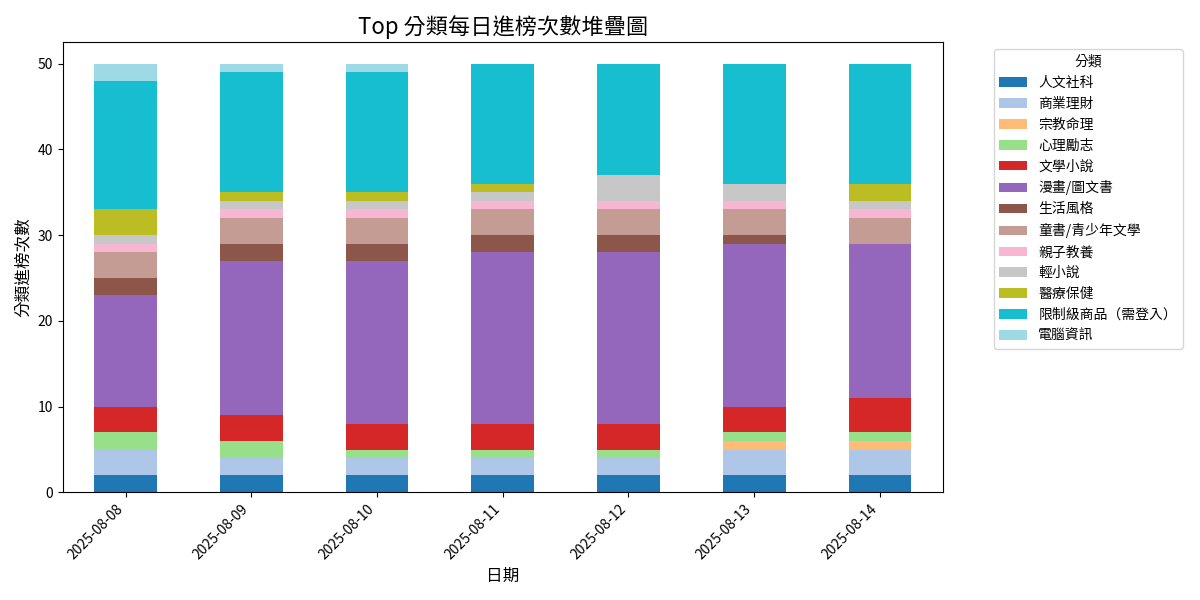 Top 分類每日進榜次數堆疊圖
分類進榜次數
50
40
30
20
10
0
2025-08-08
2025-08-09
2025-08-10
2025-08-11
2025-08-12
2025-08-13
2025-08-14
日期
分類
人文社科
商業理財
宗教命理
心理勵志
文學小說
漫畫/圖文書
生活風格
童書/青少年文學
親子教養
輕小說
醫療保健
限制級商品（需登入）
電腦資訊